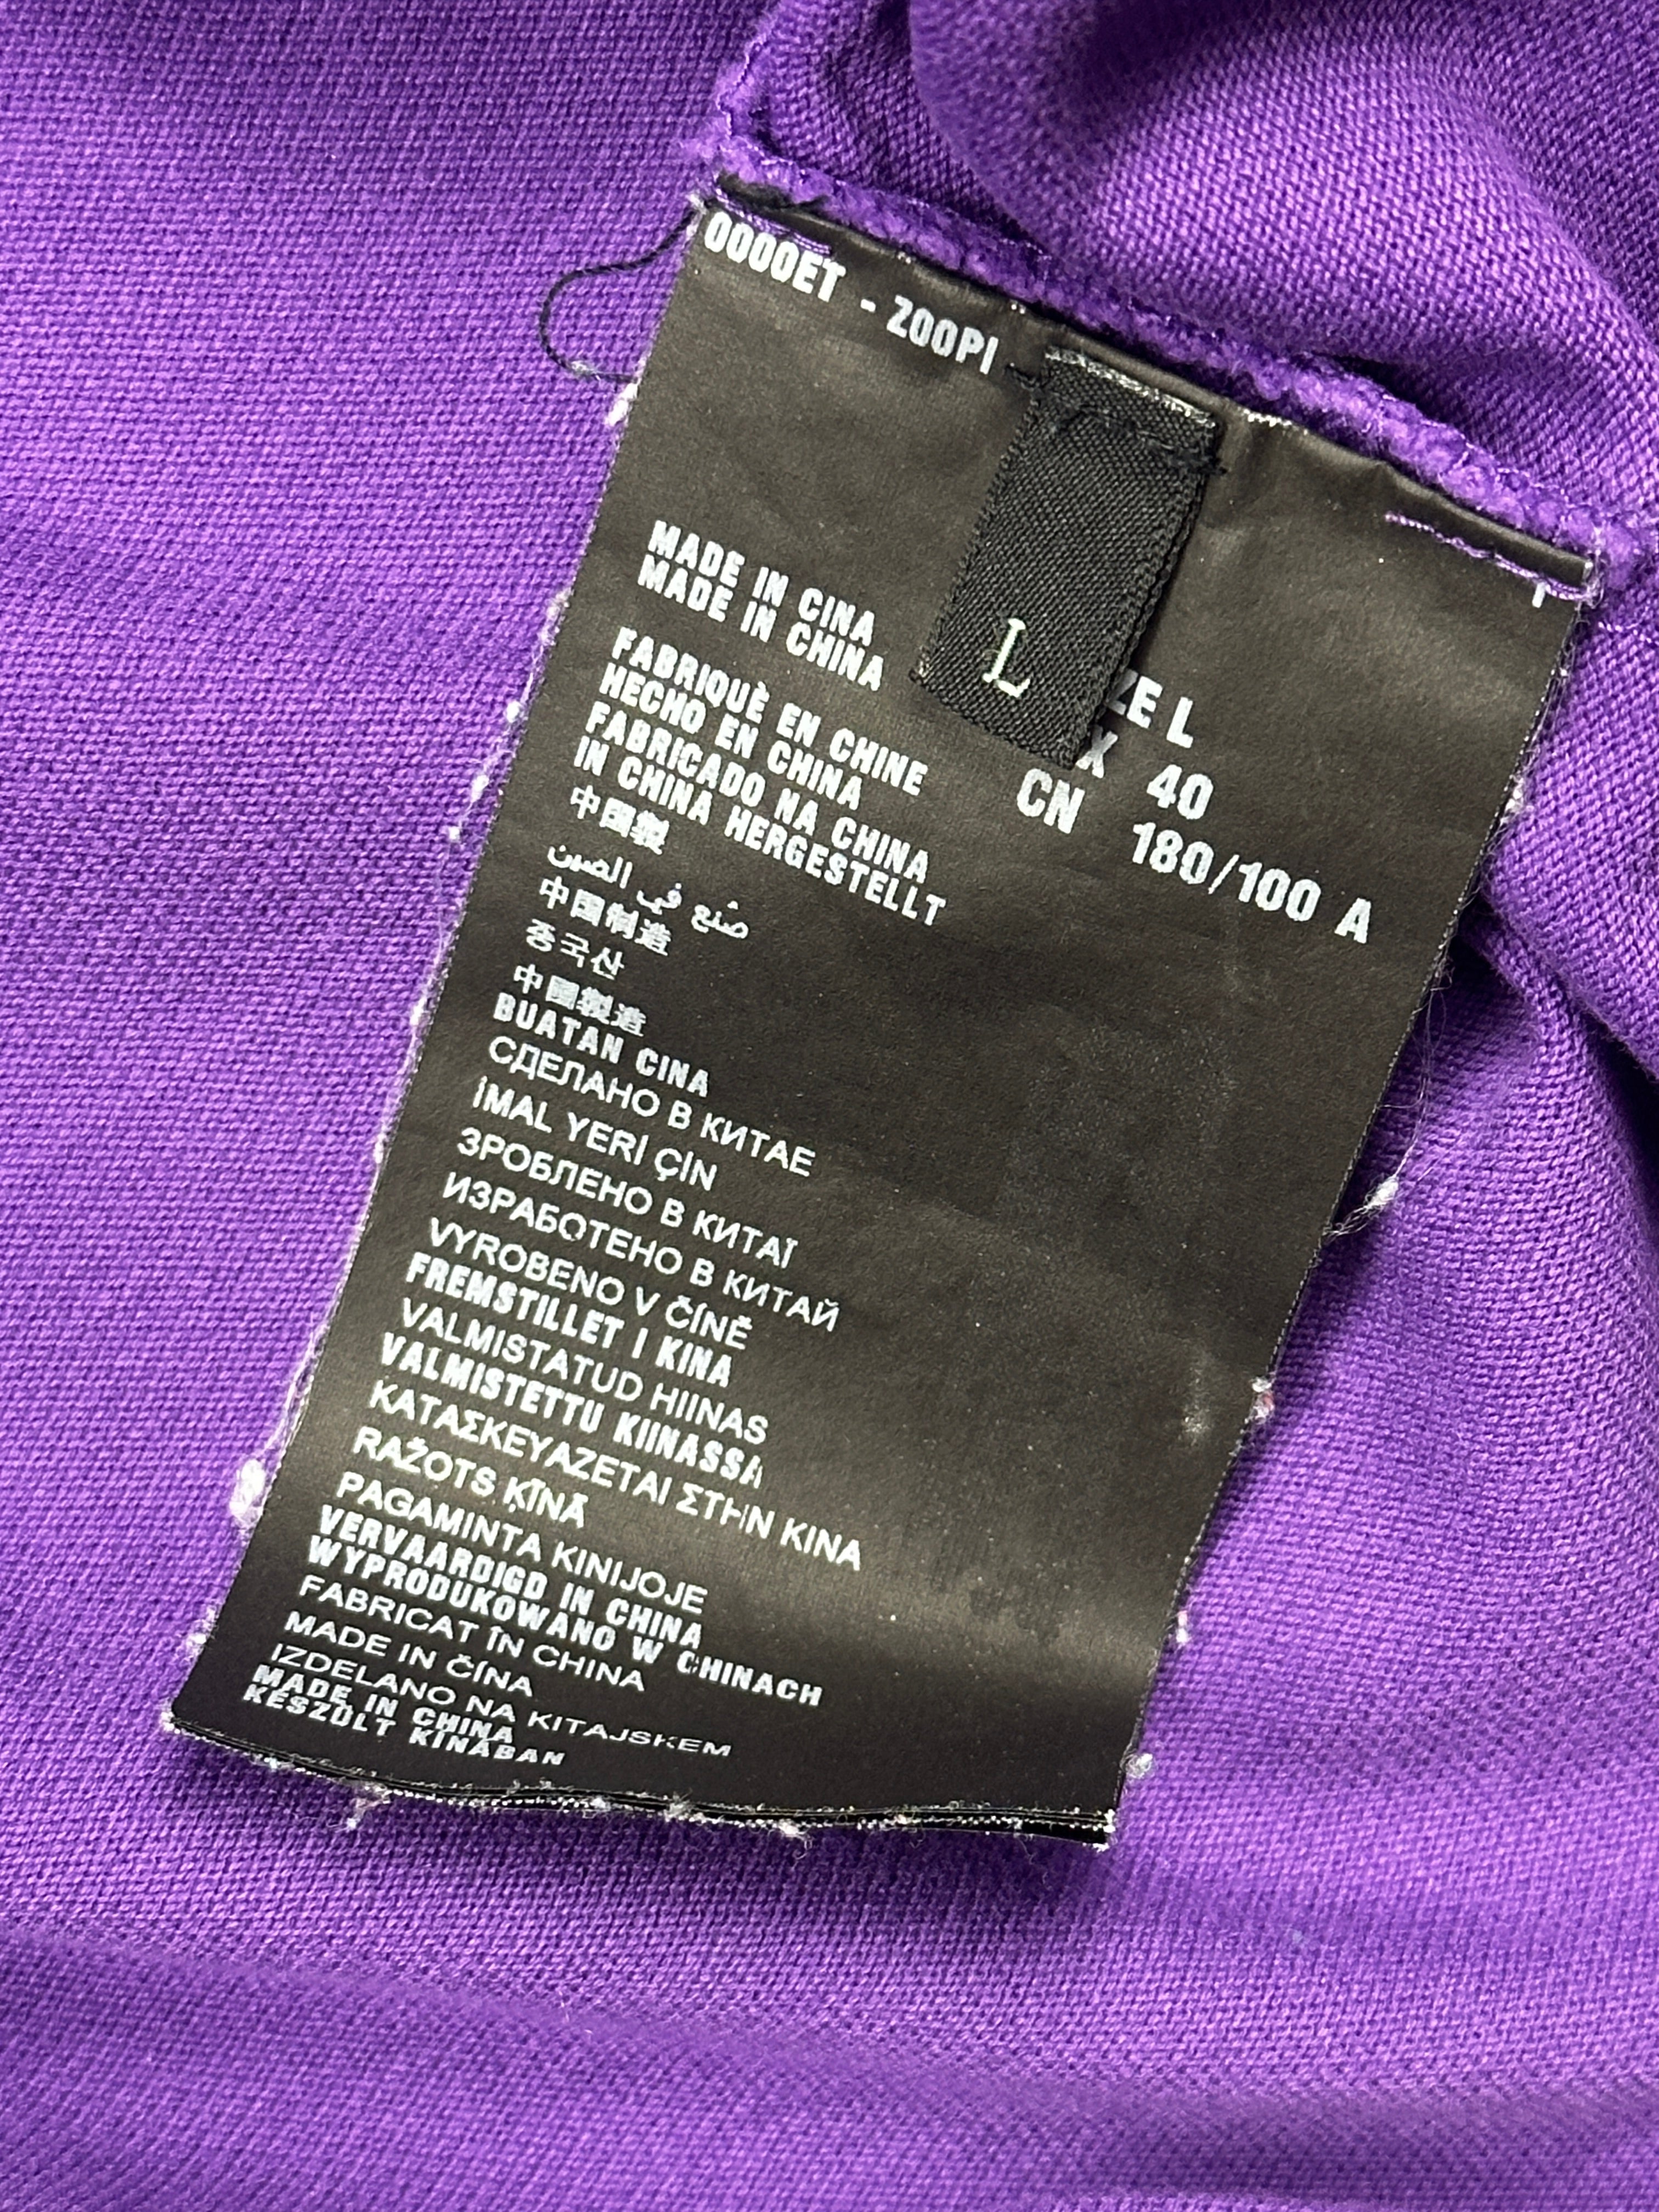 0000ET - Z00PI
L
MADE IN CINA
MADE IN CHINA
FABRIQUÈ EN CHINE
HECHO EN CHINA
FABRICADO NA CHINA
IN CHINA HERGESTELLT
中国製
صُنع في الصين
中国制造
중국산
中國製造
BUATAN CINA
СДЕЛАНО В КИТАЕ
İMAL YERİ ÇİN
ЗРОБЛЕНО В КИТАЇ
ИЗРАБОТЕНО В КИТАЙ
VYROBENO V ČÍNĚ
FREMSTILLET I KINA
VALMISTATUD HIINAS
VALMISTETTU KIINASSA
ΚΑΤΑΣΚΕΥΑΖΕΤΑΙ ΣΤΗΝ ΚΙΝΑ
RAŽOTS ĶĪNĀ
PAGAMINTA KINIJOJE
VERVAARDIGD IN CHINA
WYPRODUKOWANO W CHINACH
FABRICAT ÎN CHINA
MADE IN ČÍNA
IZDELANO NA KITAJSKEM
MADE IN CHINA
KÉSZÜLT KÍNÁBAN
ZE L
X 40
CN 180/100 A